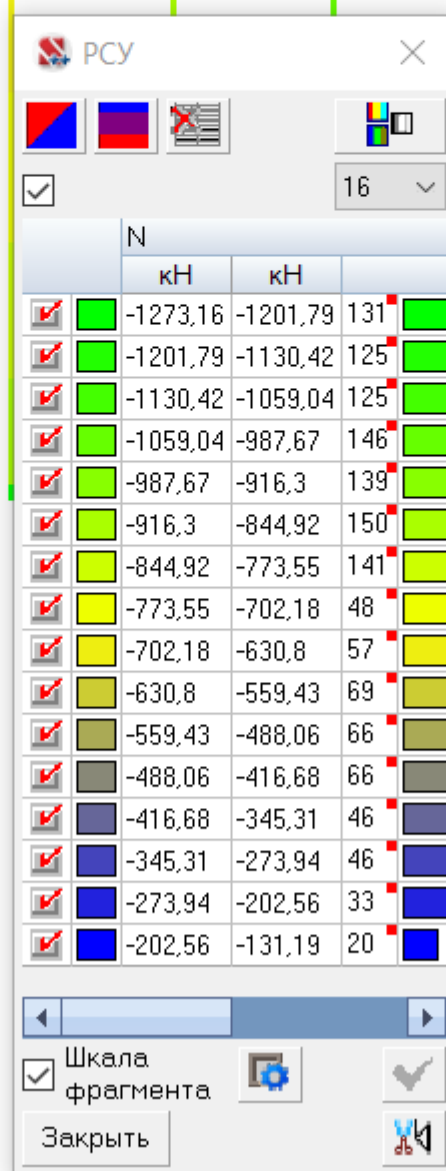 РСУ
16
N
кН кН
-1273,16 -1201,79 131
-1201,79 -1130,42 125
-1130,42 -1059,04 125
-1059,04 -987,67 146
-987,67 -916,3 139
-916,3 -844,92 150
-844,92 -773,55 141
-773,55 -702,18 48
-702,18 -630,8 57
-630,8 -559,43 69
-559,43 -488,06 66
-488,06 -416,68 66
-416,68 -345,31 46
-345,31 -273,94 46
-273,94 -202,56 33
-202,56 -131,19 20
Шкала
фрагмента
Закрыть